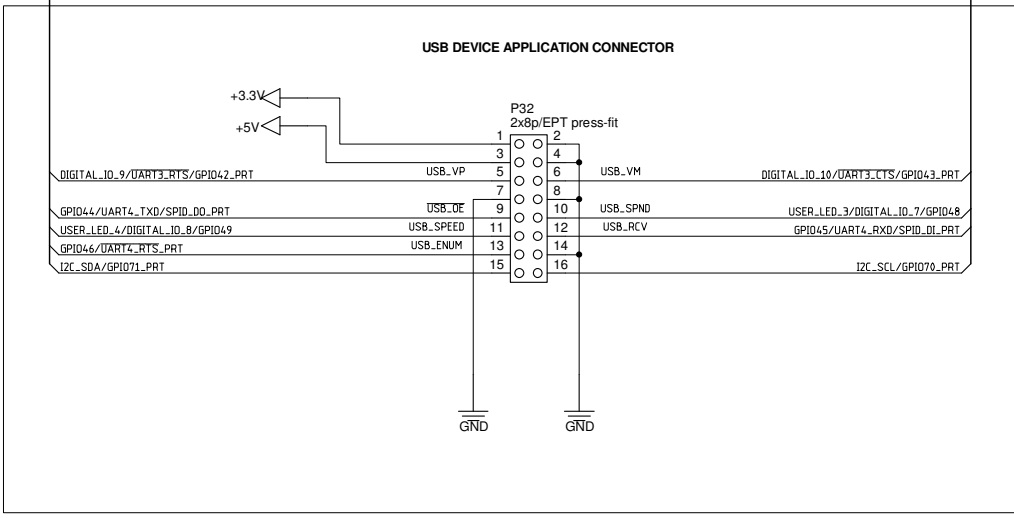 USB DEVICE APPLICATION CONNECTOR
+3.3V
P32
2x8p/EPT press-fit
+5V
1 2
3 4
DIGITAL_IO_9/UART3_RTS/GPIO42_PRT USB_VP 5 6 USB_VM DIGITAL_IO_10/UART3_CTS/GPIO43_PRT
7 8
GPIO44/UART4_TXD/SPID_DO_PRT USB_OE 9 10 USB_SPND USER_LED_3/DIGITAL_IO_7/GPIO48
USER_LED_4/DIGITAL_IO_8/GPIO49 USB_SPEED 11 12 USB_RCV GPIO45/UART4_RXD/SPID_DI_PRT
GPIO46/UART4_RTS_PRT USB_ENUM 13 14
I2C_SDA/GPIO71_PRT 15 16 I2C_SCL/GPIO70_PRT
GND GND